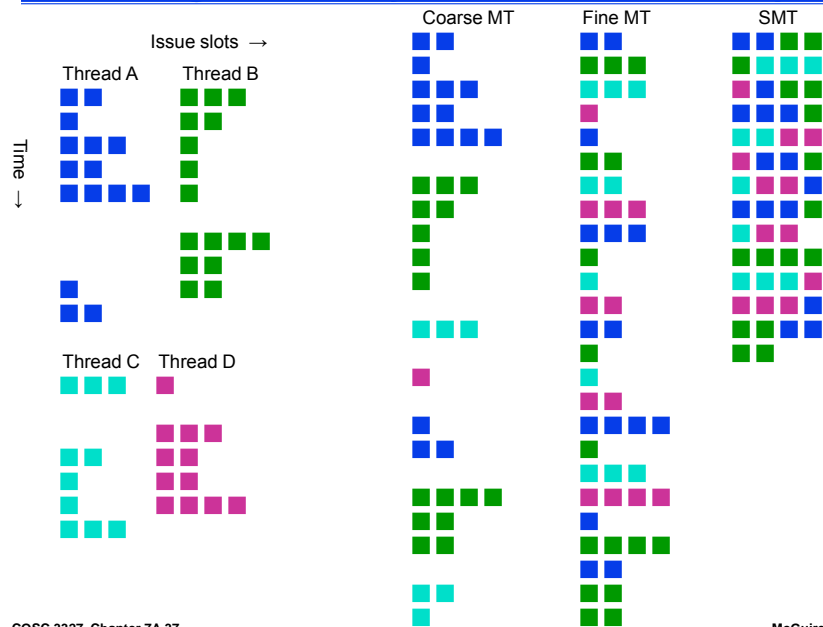 Coarse MT Fine MT SMT
Issue slots →
Thread A Thread B
Time →
Thread C Thread D